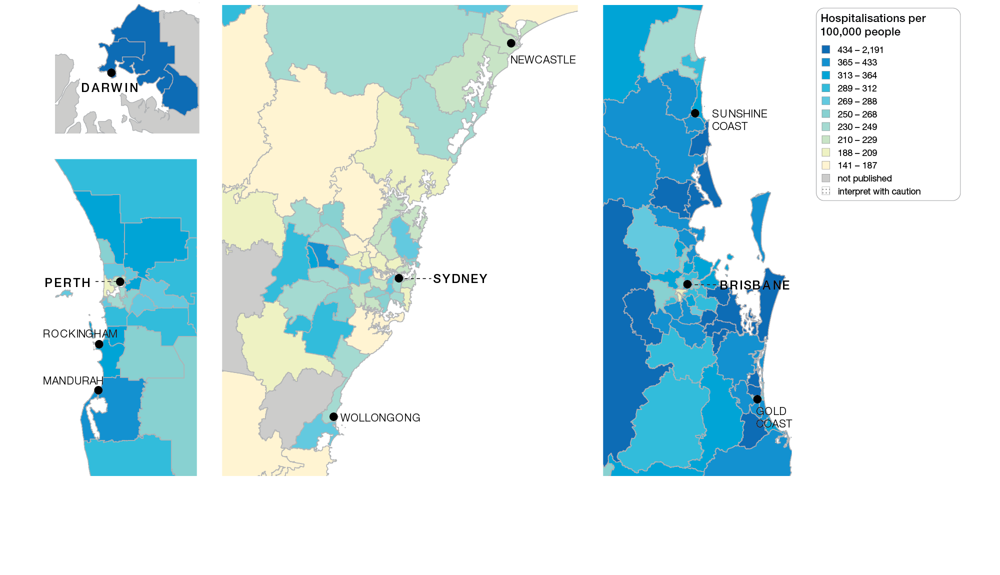 DARWIN
PERTH
ROCKINGHAM
MANDURAH
NEWCASTLE
SYDNEY
WOLLONGONG
SUNSHINE
COAST
BRISBANE
GOLD
COAST
Hospitalisations per
100,000 people
434 – 2,191
365 – 433
313 – 364
289 – 312
269 – 288
250 – 268
230 – 249
210 – 229
188 – 209
141 – 187
not published
interpret with caution